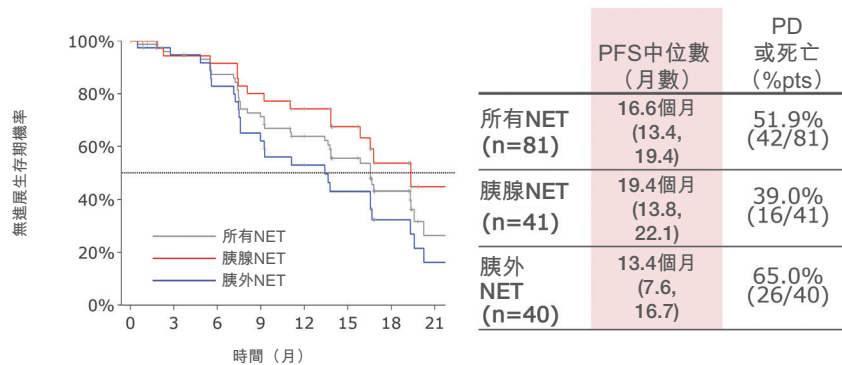 無進展生存期機率
100%
80%
60%
40%
20%
0%
所有NET
胰腺NET
胰外NET
0 3 6 9 12 15 18 21
時間（月）
PFS中位數
（月數）
PD
或死亡
（%pts）
所有NET
(n=81)
16.6個月
(13.4,
19.4)
51.9%
(42/81)
胰腺NET
(n=41)
19.4個月
(13.8,
22.1)
39.0%
(16/41)
胰外
NET
(n=40)
13.4個月
(7.6,
16.7)
65.0%
(26/40)